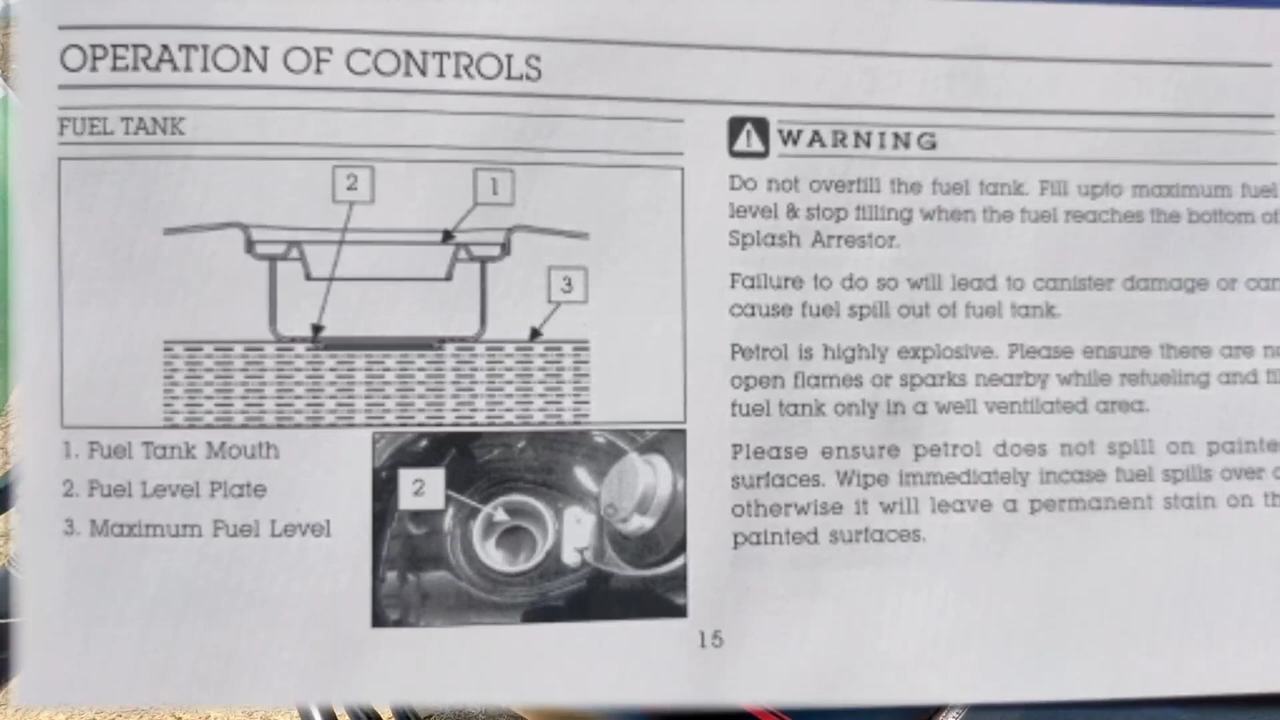 OPERATION OF CONTROLS
FUEL TANK
2
1
3
1. Fuel Tank Mouth
2. Fuel Level Plate
3. Maximum Fuel Level
2
WARNING
Do not overfill the fuel tank. Fill upto maximum fuel
level & stop filling when the fuel reaches the bottom of
Splash Arrestor.
Failure to do so will lead to canister damage or can
cause fuel spill out of fuel tank.
Petrol is highly explosive. Please ensure there are
open flames or sparks nearby while refueling and
fuel tank only in a well ventilated area.
Please ensure petrol does not spill on
surfaces. Wipe immediately incase fuel spills over
otherwise it will leave a permanent stain on
painted surfaces.
15